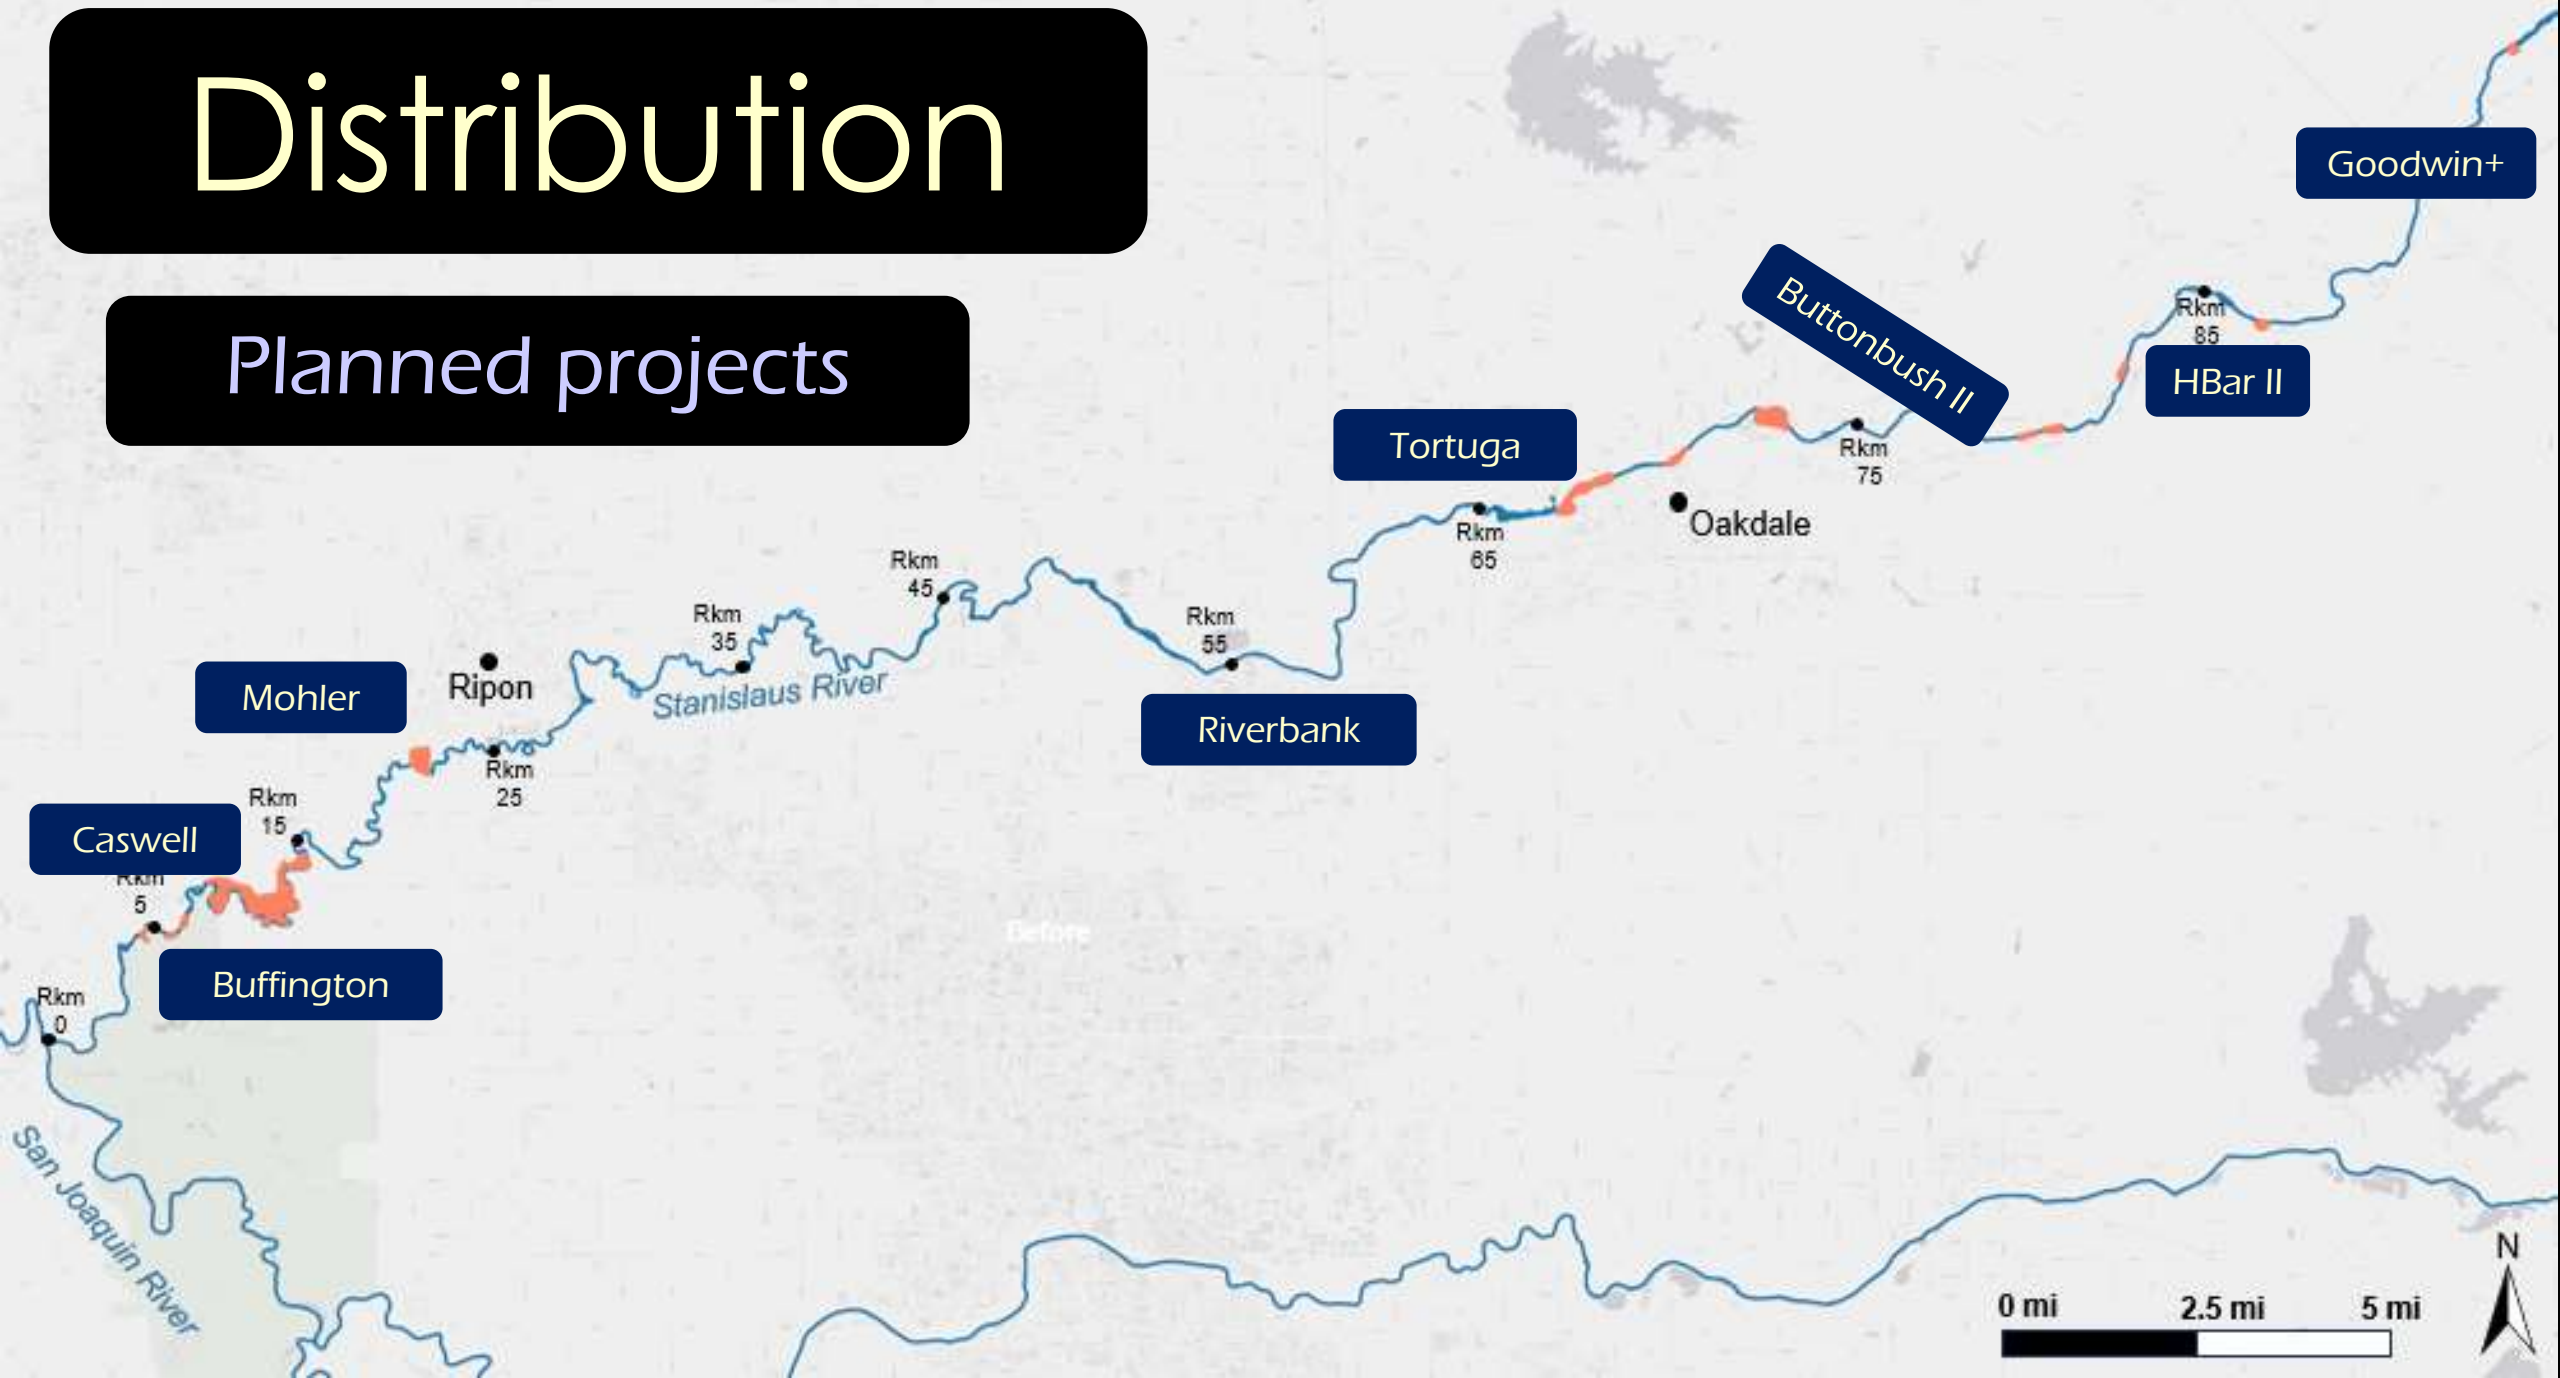 Distribution
Planned projects
Goodwin+
Buttonbush II
Rkm
85
HBar II
Tortuga
Rkm
75
Oakdale
Rkm
65
Rkm
45
Rkm
35
Rkm
55
Stanislaus River
Riverbank
Ripon
Mohler
Rkm
25
Rkm
15
Caswell
Rkm
5
Before
Buffington
Rkm
0
San Joaquin River
N
0 mi
2.5 mi
5 mi